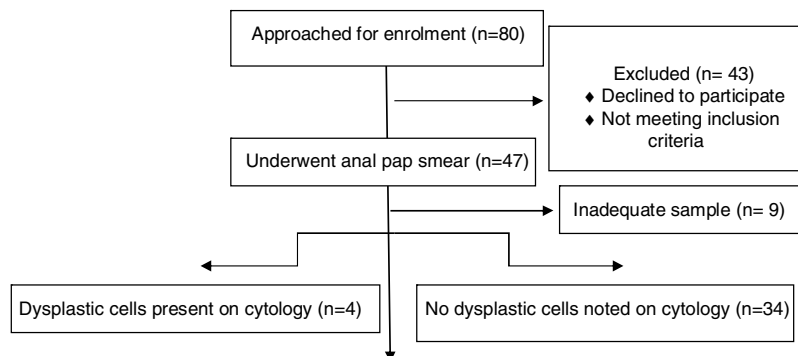 Approached for enrolment (n=80)
Excluded (n= 43)
♦ Declined to participate
♦ Not meeting inclusion
criteria
Underwent anal pap smear (n=47)
Inadequate sample (n= 9)
Dysplastic cells present on cytology (n=4)
No dysplastic cells noted on cytology (n=34)